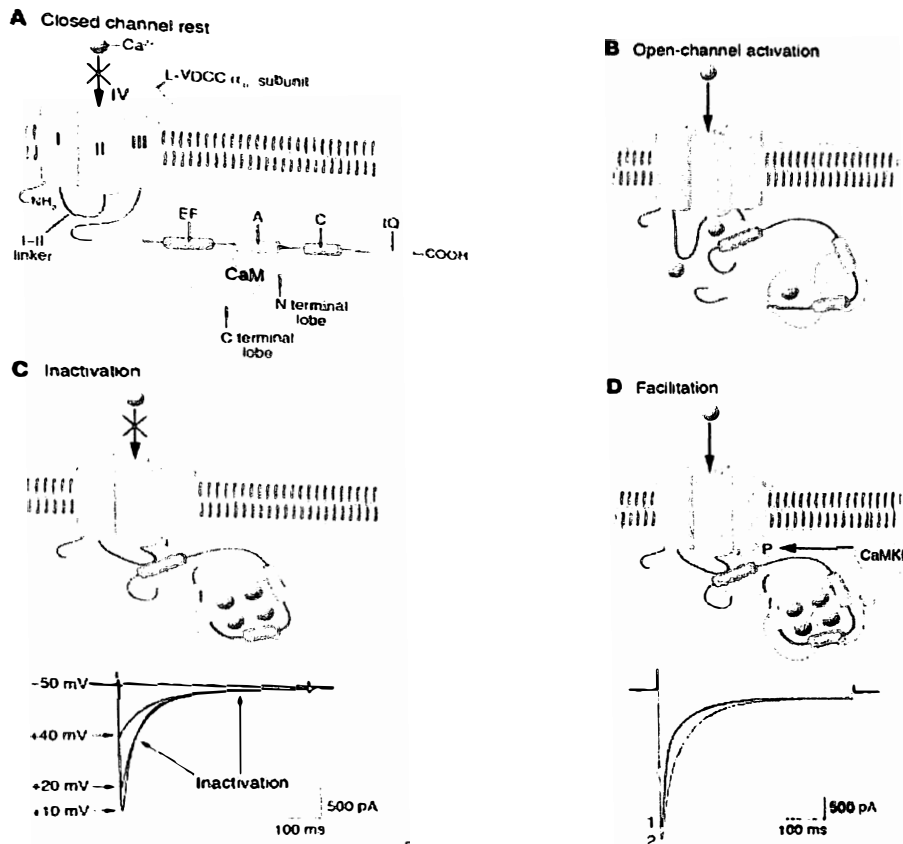 A Closed channel rest
Ca²⁺
IV
L-VDCC α subunit
I
II
III
NH₂
I-II
linker
EF
A
C
IQ
COOH
CaM
N terminal
lobe
C terminal
lobe
B Open-channel activation
C Inactivation
-50 mV
+40 mV
+20 mV
+10 mV
Inactivation
500 pA
100 ms
D Facilitation
P
1
2
500 pA
100 ms